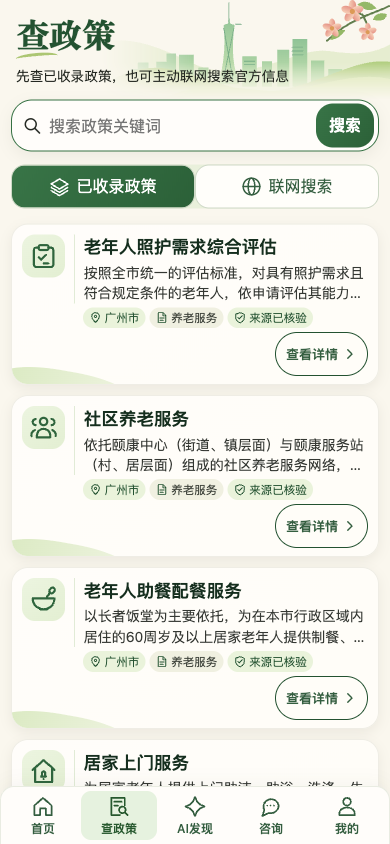 查政策
先查已收录政策，也可主动联网搜索官方信息
搜索政策关键词
搜索
已收录政策
联网搜索
老年人照护需求综合评估
按照全市统一的评估标准，对具有照护需求且
符合规定条件的老年人，依申请评估其能力...
广州市
养老服务
来源已核验
查看详情
社区养老服务
依托颐康中心（街道、镇层面）与颐康服务站
（村、居层面）组成的社区养老服务网络，...
广州市
养老服务
来源已核验
查看详情
老年人助餐配餐服务
以长者饭堂为主要依托，为在本市行政区域内
居住的60周岁及以上居家老年人提供制餐、...
广州市
养老服务
来源已核验
查看详情
居家上门服务
首页
查政策
AI发现
咨询
我的